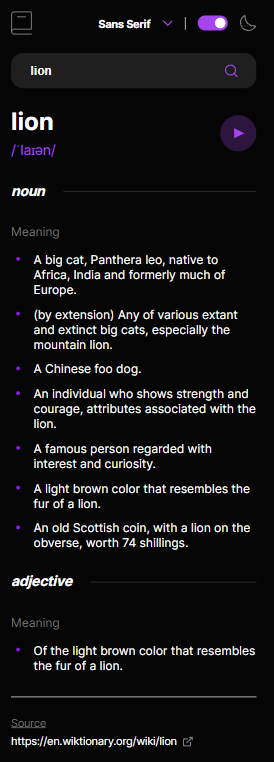 Sans Serif
lion
lion
/ˈlaɪən/
noun
Meaning
A big cat, Panthera leo, native to
Africa, India and formerly much of
Europe.
(by extension) Any of various extant
and extinct big cats, especially the
mountain lion.
A Chinese foo dog.
An individual who shows strength and
courage, attributes associated with the
lion.
A famous person regarded with
interest and curiosity.
A light brown color that resembles the
fur of a lion.
An old Scottish coin, with a lion on the
obverse, worth 74 shillings.
adjective
Meaning
Of the light brown color that resembles
the fur of a lion.
Source
https://en.wiktionary.org/wiki/lion